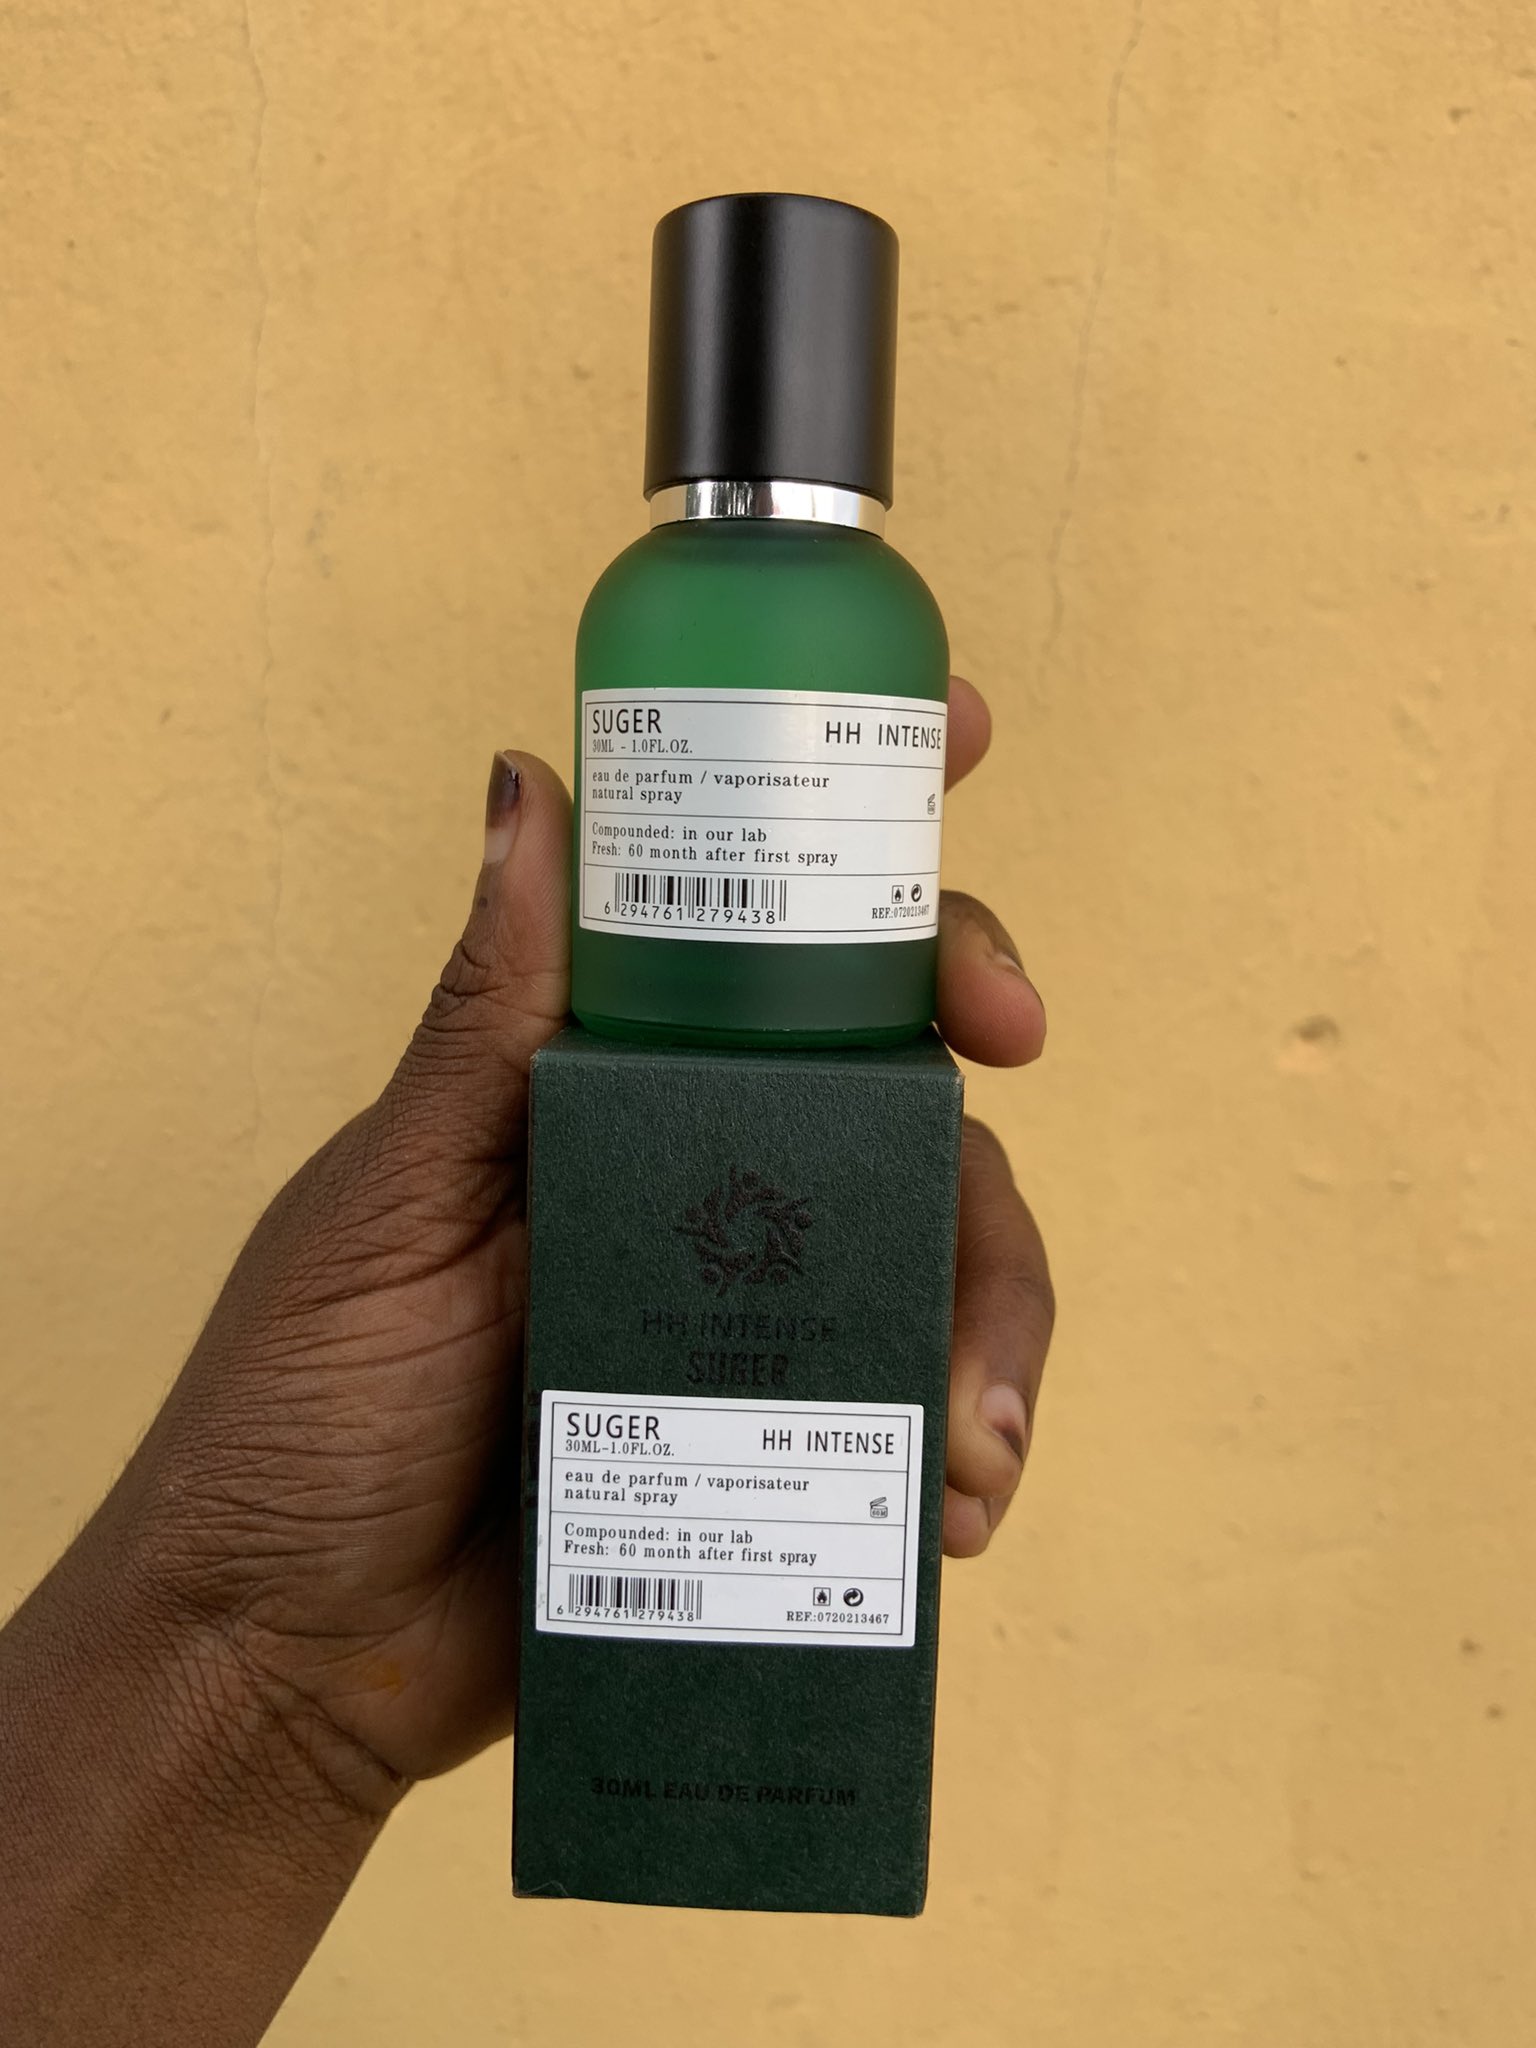 SUGER HH INTENSE
30ML - 1.0FL.OZ.
eau de parfum / vaporisateur
natural spray
Compounded: in our lab
Fresh: 60 month after first spray
6 294761 279438
REF.:0720213467
HH INTENSE
SUGER
SUGER HH INTENSE
30ML-1.0FL.OZ.
eau de parfum / vaporisateur
natural spray
60M
Compounded: in our lab
Fresh: 60 month after first spray
6 294761 279438
REF.:0720213467
30ML EAU DE PARFUM